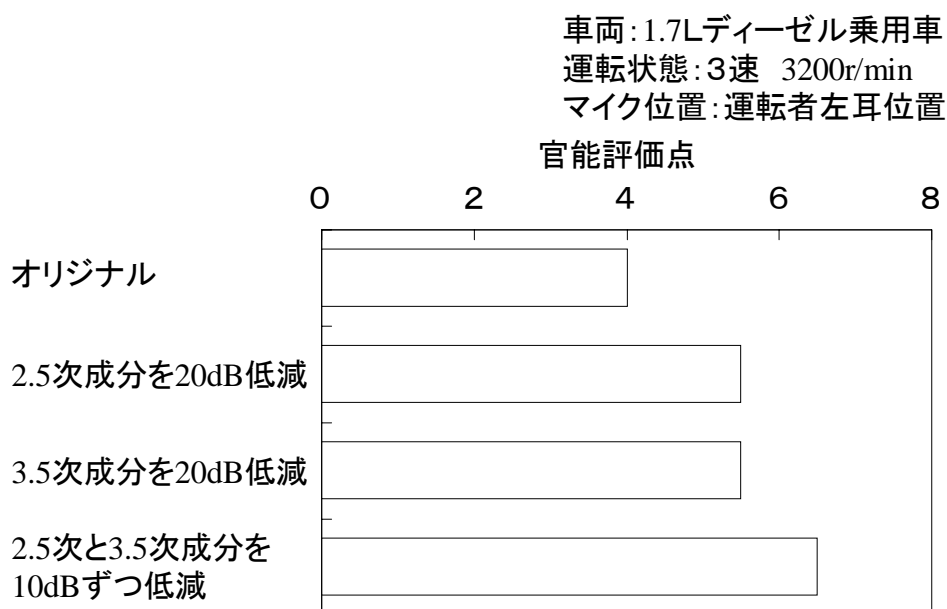 車両:1.7Lディーゼル乗用車
運転状態:3速 3200r/min
マイク位置:運転者左耳位置
官能評価点
0 2 4 6 8
オリジナル
2.5次成分を20dB低減
3.5次成分を20dB低減
2.5次と3.5次成分を
10dBずつ低減